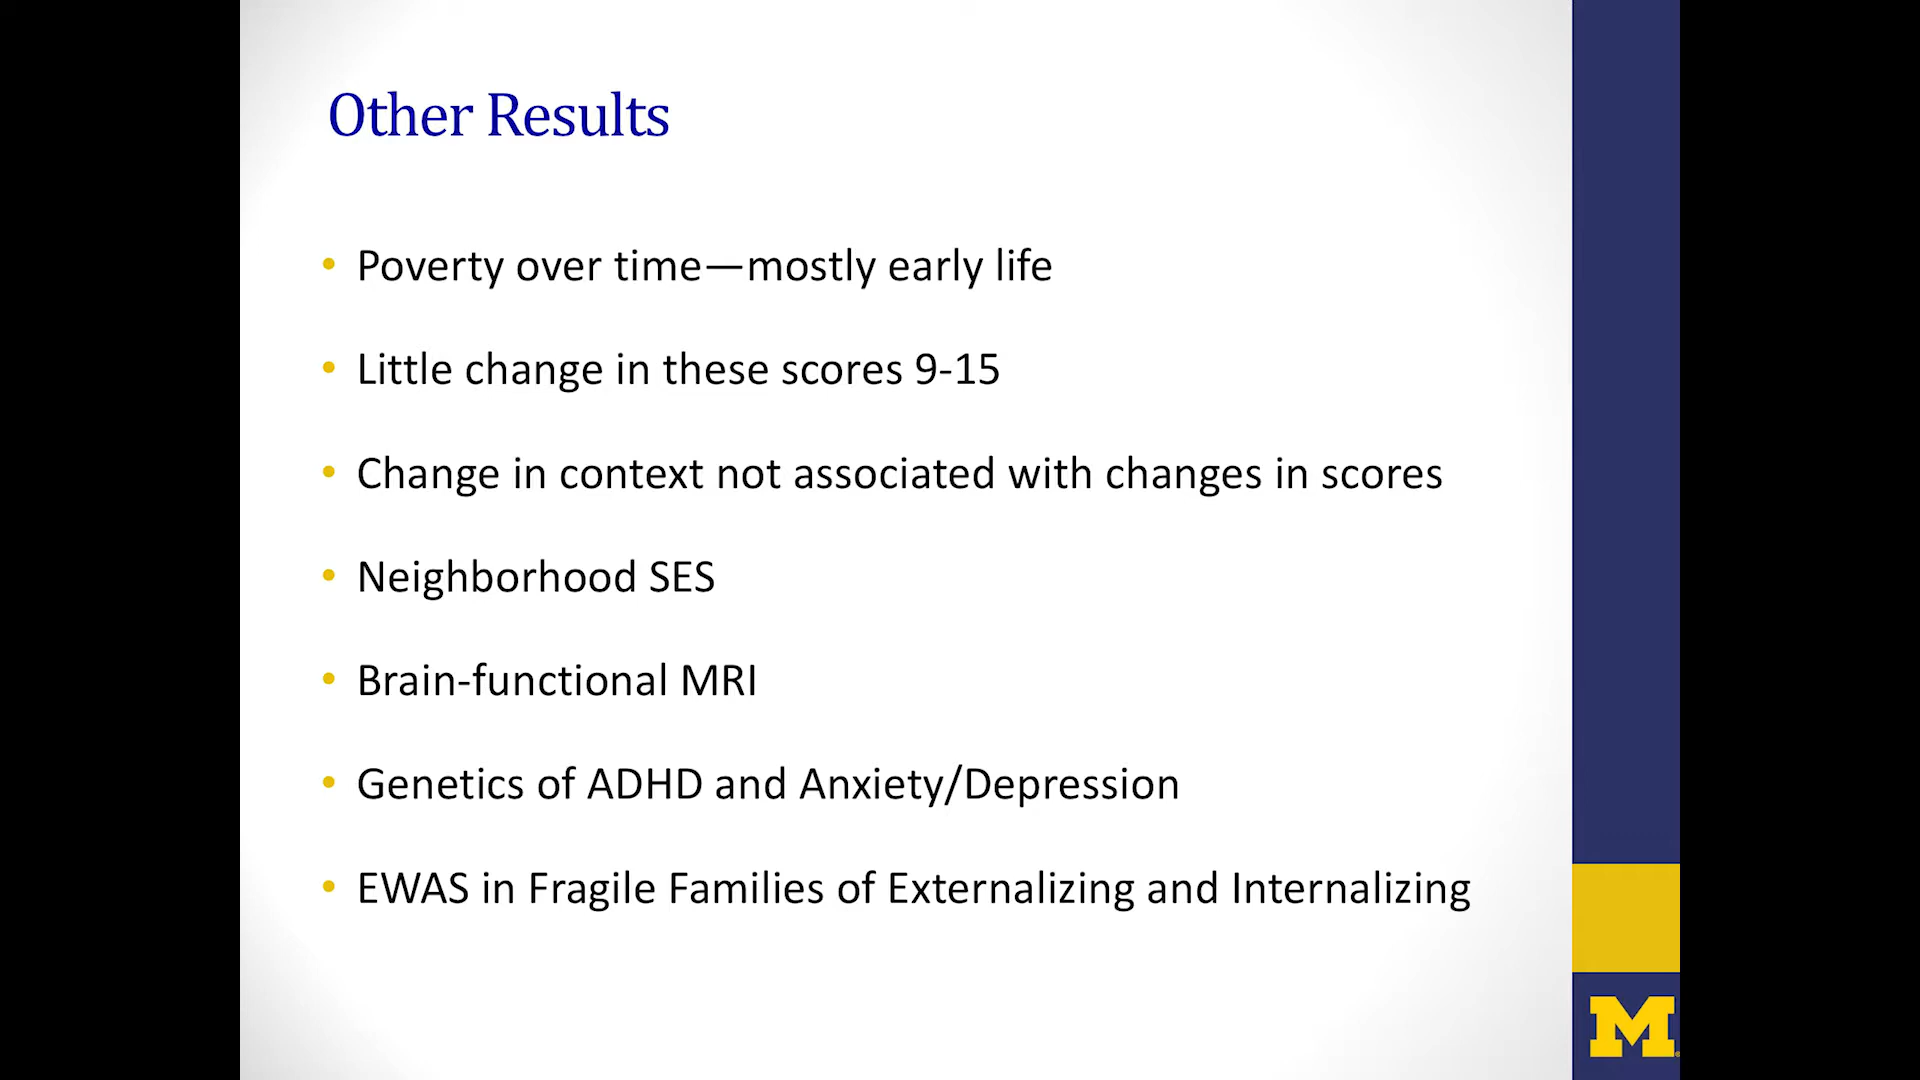 Other Results
• Poverty over time—mostly early life
• Little change in these scores 9-15
• Change in context not associated with changes in scores
• Neighborhood SES
• Brain-functional MRI
• Genetics of ADHD and Anxiety/Depression
• EWAS in Fragile Families of Externalizing and Internalizing
M